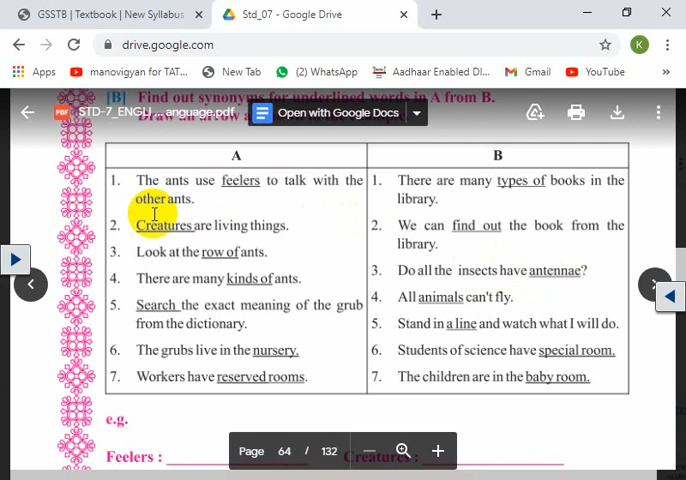 GSSTB | Textbook | New Syllabus
Std_07 - Google Drive
drive.google.com
K
Apps
manovigyan for TAT...
New Tab
(2) WhatsApp
Aadhaar Enabled DI...
Gmail
YouTube
[B] Find out synonyms for underlined words in A from B.
PDF STD-7_ENGLI ... anguage.pdf
Open with Google Docs
A
B
1. The ants use feelers to talk with the
other ants.
2. Creatures are living things.
3. Look at the row of ants.
4. There are many kinds of ants.
5. Search the exact meaning of the grub
from the dictionary.
6. The grubs live in the nursery.
7. Workers have reserved rooms.
1. There are many types of books in the
library.
2. We can find out the book from the
library.
3. Do all the insects have antennae?
4. All animals can't fly.
5. Stand in a line and watch what I will do.
6. Students of science have special room.
7. The children are in the baby room.
e.g.
Page 64 / 132
Feelers : Creatures :